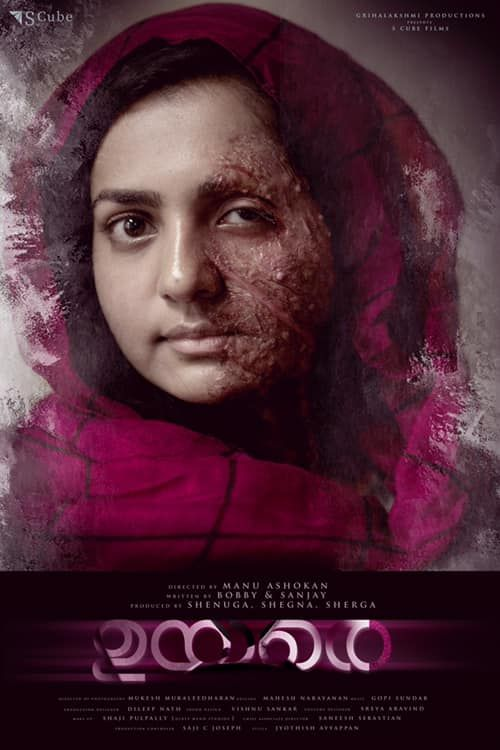 S Cube
GRIHALAKSHMI PRODUCTIONS
PRESENTS
S CUBE FILMS
DIRECTED BY MANU ASHOKAN
WRITTEN BY BOBBY & SANJAY
PRODUCED BY SHENUGA, SHEGNA, SHERGA
ഉയരെ
DIRECTOR OF PHOTOGRAPHY MUKESH MURALEEDHARAN EDITING MAHESH NARAYANAN MUSIC GOPI SUNDAR
PRODUCTION DESIGNER DILEEP NATH SOUND DESIGN VISHNU SANKAR COSTUME DESIGNER SREYA ARAVIND
MAKE UP SHAJI PULPALLY CHIEF ASSOCIATE DIRECTOR SANEESH SEBASTIAN
PRODUCTION CONTROLLER SAJI C JOSEPH STILLS JYOTHISH AYYAPPAN